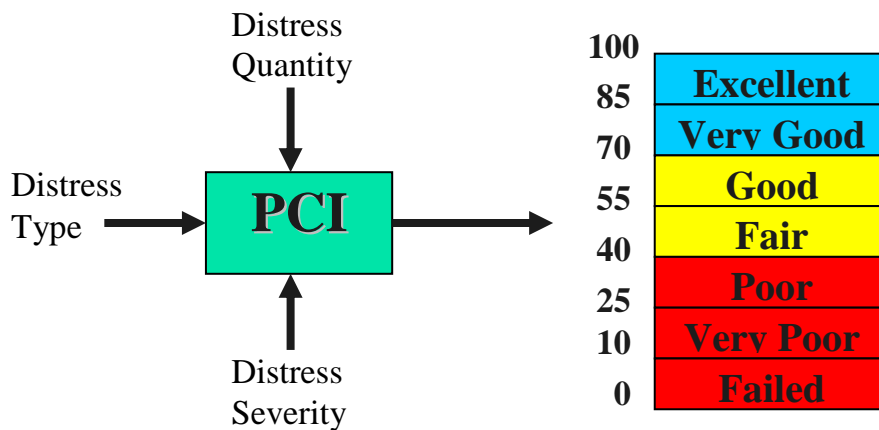 Distress
Quantity
Distress
Type
PCI
Distress
Severity
100
Excellent
85
Very Good
70
Good
55
Fair
40
Poor
25
Very Poor
10
Failed
0